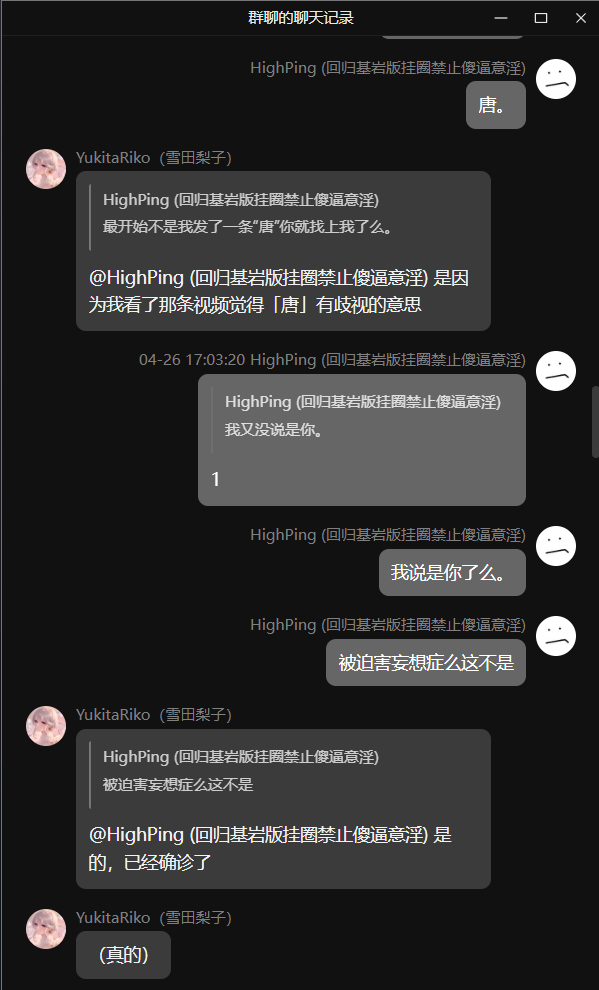 群聊的聊天记录
HighPing (回归基岩版挂圈禁止傻逼意淫)
唐。
YukitaRiko（雪田梨子）
HighPing (回归基岩版挂圈禁止傻逼意淫)
最开始不是我发了一条“唐”你就找上我了么。
@HighPing (回归基岩版挂圈禁止傻逼意淫) 是因
为我看了那条视频觉得「唐」有歧视的意思
04-26 17:03:20 HighPing (回归基岩版挂圈禁止傻逼意淫)
HighPing (回归基岩版挂圈禁止傻逼意淫)
我又没说是你。
1
HighPing (回归基岩版挂圈禁止傻逼意淫)
我说是你了么。
HighPing (回归基岩版挂圈禁止傻逼意淫)
被迫害妄想症么这不是
YukitaRiko（雪田梨子）
HighPing (回归基岩版挂圈禁止傻逼意淫)
被迫害妄想症么这不是
@HighPing (回归基岩版挂圈禁止傻逼意淫) 是
的，已经确诊了
YukitaRiko（雪田梨子）
（真的）